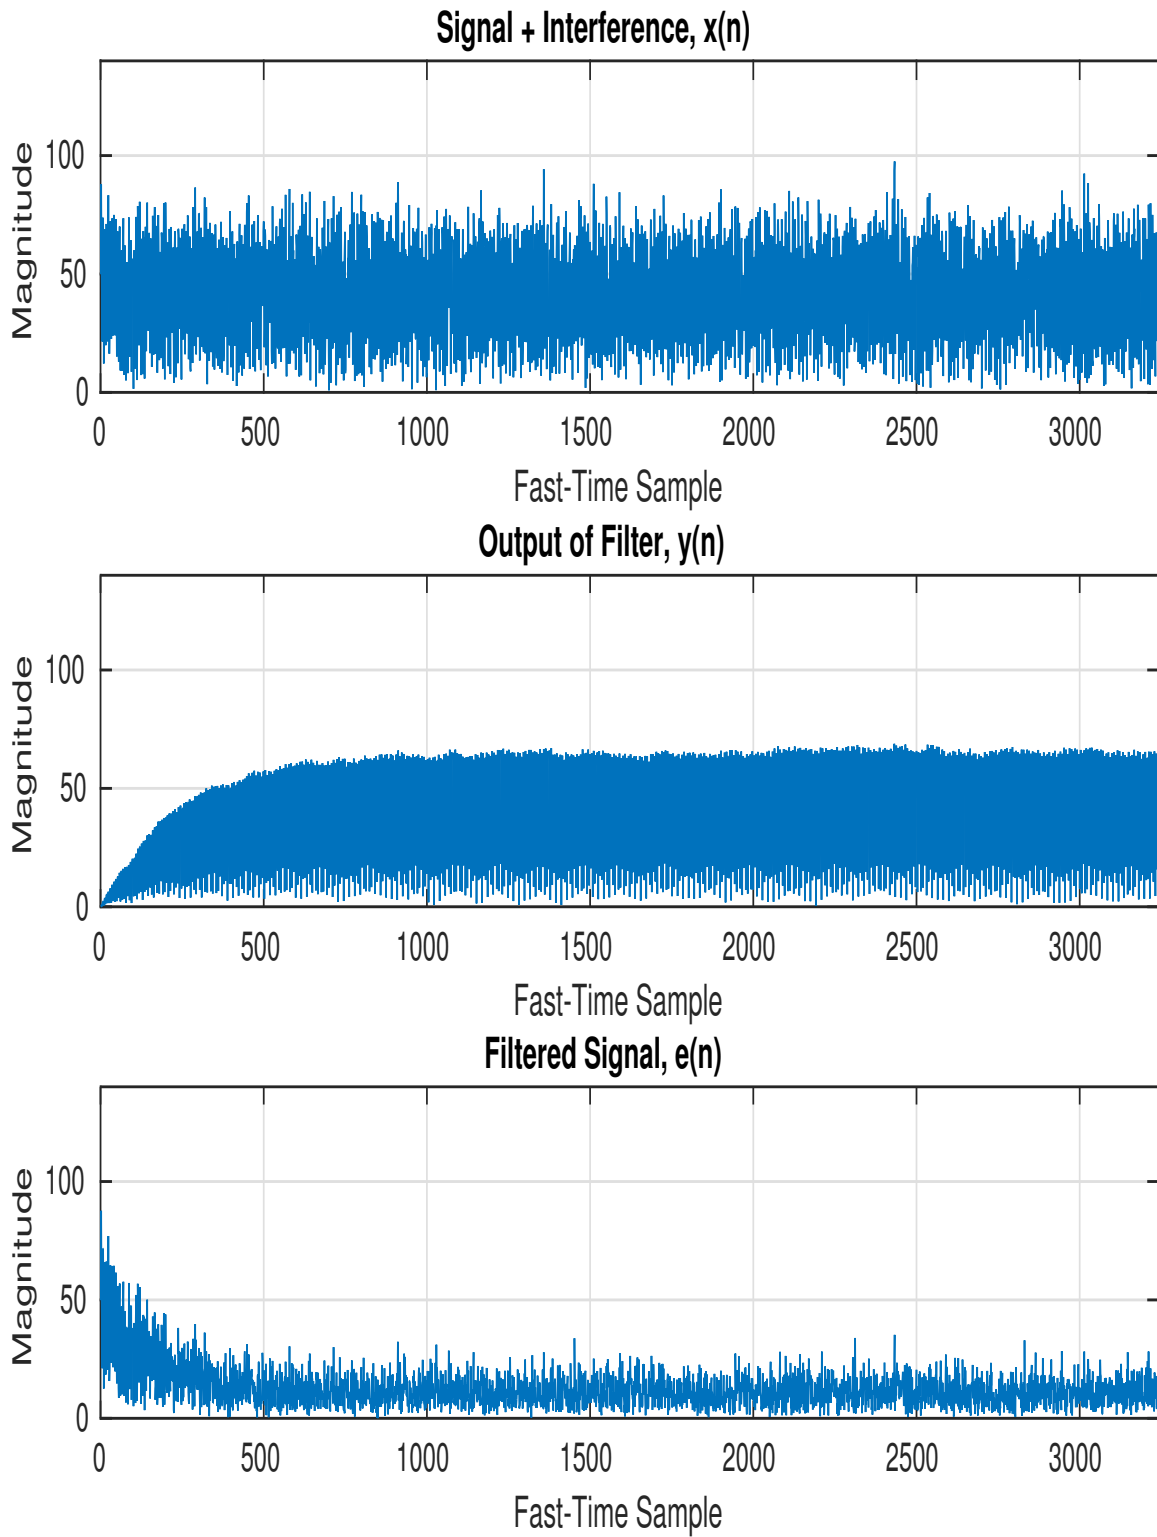 Signal + Interference, x(n)
Magnitude
100
50
0
0 500 1000 1500 2000 2500 3000
Fast-Time Sample
Output of Filter, y(n)
Magnitude
100
50
0
0 500 1000 1500 2000 2500 3000
Fast-Time Sample
Filtered Signal, e(n)
Magnitude
100
50
0
0 500 1000 1500 2000 2500 3000
Fast-Time Sample